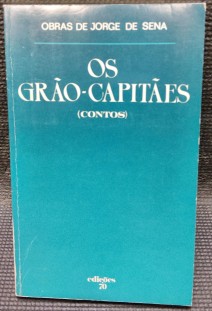 OBRAS DE JORGE DE SENA
OS
GRÃO-CAPITÃES
(CONTOS)
edições
70